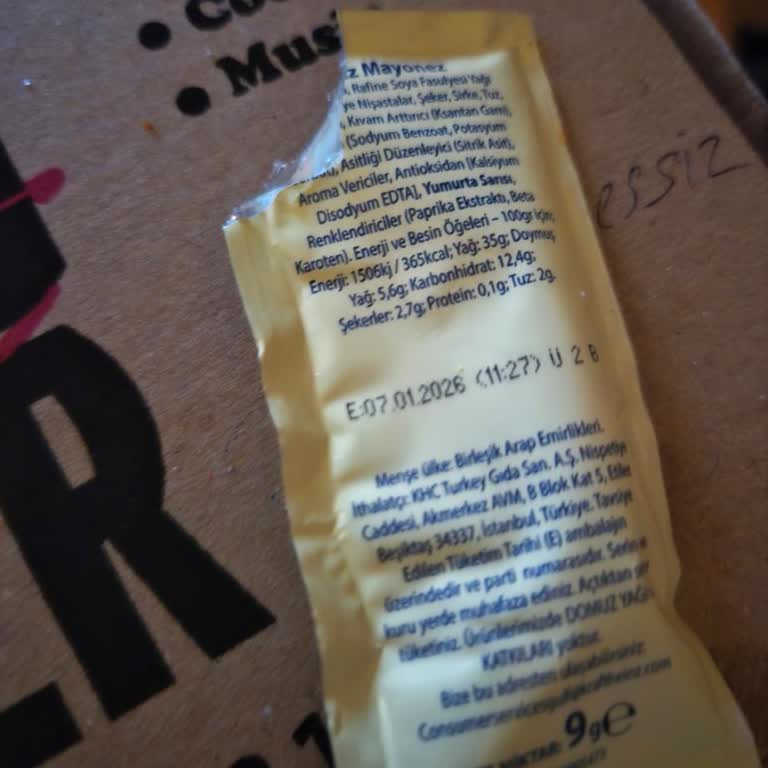 Mus
z Mayonez
, Rafine Soya Fasulyesi Yağı
ye Nişastalar, Şeker, Sirke, Tuz,
, Kıvam Arttırıcı (Ksantan Gam),
(Sodyum Benzoat, Potasyum
, Asitliği Düzenleyici (Sitrik Asit),
Aroma Vericiler, Antioksidan [Kalsiyum
Disodyum EDTA], Yumurta Sarısı,
Renklendiriciler (Paprika Ekstraktı, Beta
Karoten). Enerji ve Besin Öğeleri – 100gr için;
Enerji: 1506kj / 365kcal; Yağ: 35g; Doymuş
Yağ: 5,6g; Karbonhidrat: 12,4g;
Şekerler: 2,7g; Protein: 0,1g; Tuz: 2g.
E:07.01.2026 (11:27) U 2 B
Menşe ülke: Birleşik Arap Emirlikleri.
İthalatçı: KHC Turkey Gıda San. A.Ş. Nispetiye
Caddesi, Akmerkez AVM, B Blok Kat 5, Etiler
Beşiktaş 34337, İstanbul, Türkiye. Tavsiye
Edilen Tüketim Tarihi (E) ambalajın
üzerindedir ve parti numarasıdır. Serin
kuru yerde muhafaza ediniz. Açtıktan
tüketiniz. Ürünlerimizde DOMUZ YAĞI
KATKILARI yoktur.
Bize bu adresten ulaşabilirsiniz:
9g℮
essiz
R